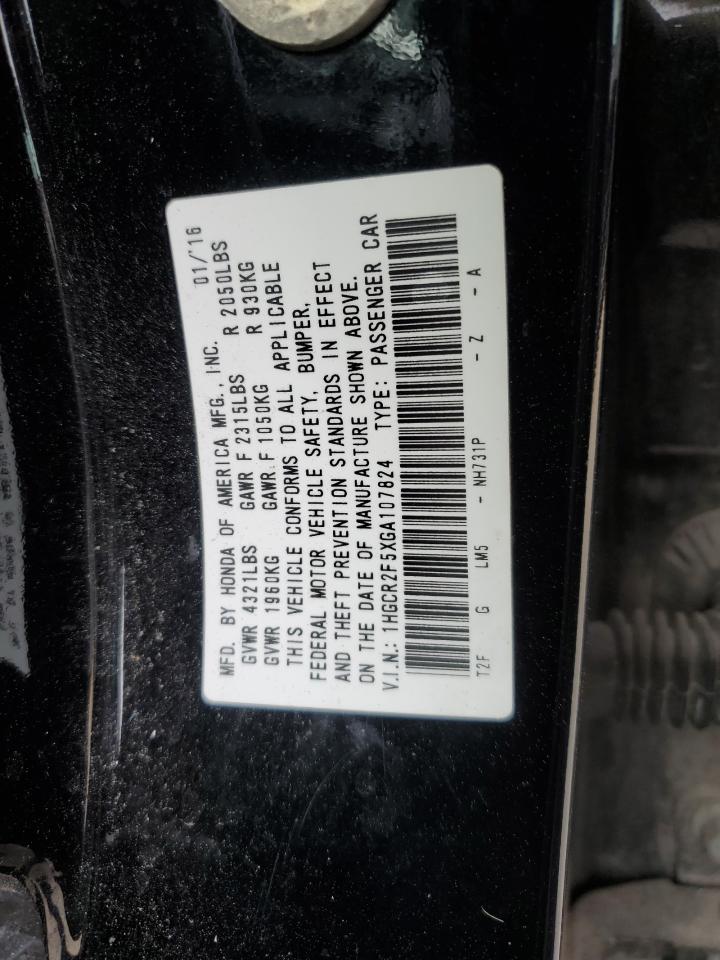 MFD. BY HONDA OF AMERICA MFG., INC. 01/'16
GVWR 4321LBS GAWR F 2315LBS R 2050LBS
GVWR 1960KG GAWR F 1050KG R 930KG
THIS VEHICLE CONFORMS TO ALL APPLICABLE
FEDERAL MOTOR VEHICLE SAFETY, BUMPER,
AND THEFT PREVENTION STANDARDS IN EFFECT
ON THE DATE OF MANUFACTURE SHOWN ABOVE.
V.I.N.: 1HGCR2F5XGA107824 TYPE: PASSENGER CAR
T2F G LM5 - NH731P - Z - A